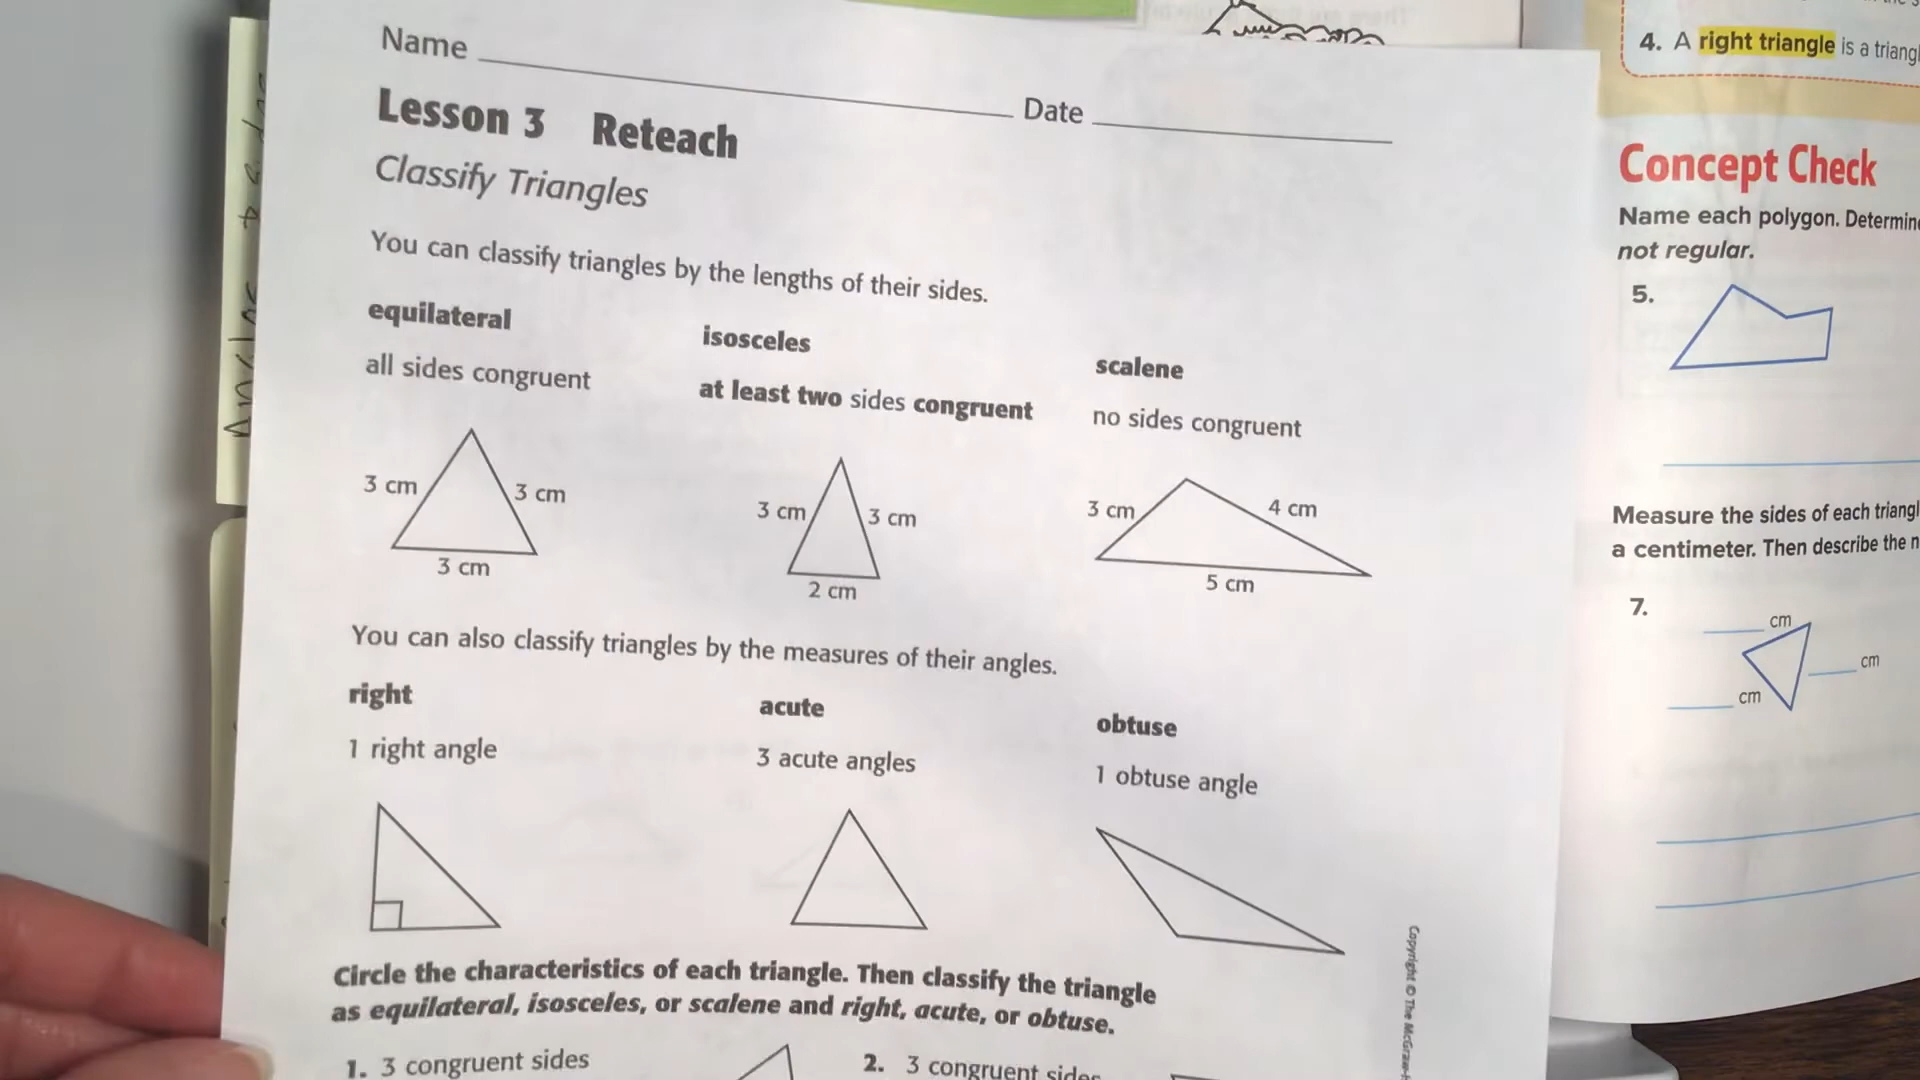 Name
Date
Lesson 3 Reteach
Classify Triangles
You can classify triangles by the lengths of their sides.
equilateral
all sides congruent
3 cm
3 cm
3 cm
isosceles
at least two sides congruent
3 cm
3 cm
2 cm
scalene
no sides congruent
3 cm
4 cm
5 cm
You can also classify triangles by the measures of their angles.
right
1 right angle
acute
3 acute angles
obtuse
1 obtuse angle
Circle the characteristics of each triangle. Then classify the triangle
as equilateral, isosceles, or scalene and right, acute, or obtuse.
1. 3 congruent sides
2. 3 congruent sides
Copyright © The McGraw-H
4. A right triangle is a triangl
Concept Check
Name each polygon. Determine
not regular.
5.
Measure the sides of each triangl
a centimeter. Then describe the n
7.
cm
cm
cm